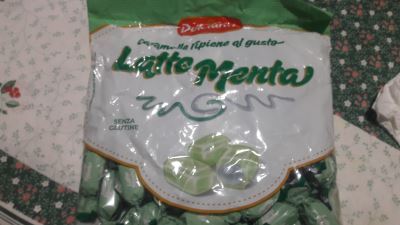 Caramelle ripiene al gusto
Latte Menta
SENZA
GLUTINE